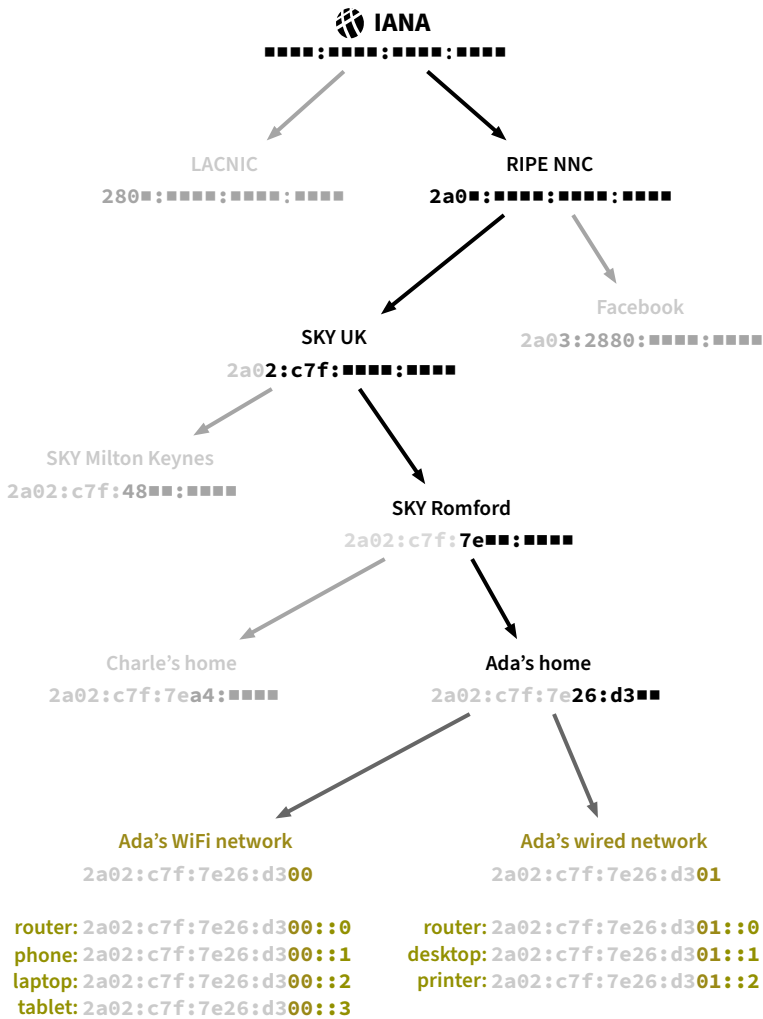 IANA
■■■■:■■■■:■■■■:■■■■
LACNIC
280■:■■■■:■■■■:■■■■
RIPE NNC
2a0■:■■■■:■■■■:■■■■
Facebook
2a03:2880:■■■■:■■■■
SKY UK
2a02:c7f:■■■■:■■■■
SKY Milton Keynes
2a02:c7f:48■■:■■■■
SKY Romford
2a02:c7f:7e■■:■■■■
Charle’s home
2a02:c7f:7ea4:■■■■
Ada’s home
2a02:c7f:7e26:d3■■
Ada’s WiFi network
2a02:c7f:7e26:d300
router: 2a02:c7f:7e26:d300::0
phone: 2a02:c7f:7e26:d300::1
laptop: 2a02:c7f:7e26:d300::2
tablet: 2a02:c7f:7e26:d300::3
Ada’s wired network
2a02:c7f:7e26:d301
router: 2a02:c7f:7e26:d301::0
desktop: 2a02:c7f:7e26:d301::1
printer: 2a02:c7f:7e26:d301::2